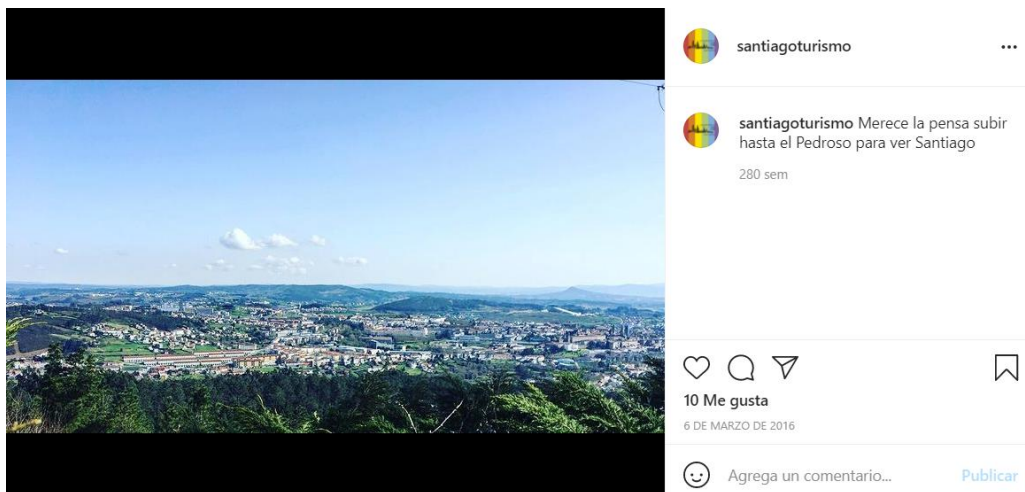 santiagoturismo
santiagoturismo Merece la pensa subir
hasta el Pedroso para ver Santiago
280 sem
10 Me gusta
6 DE MARZO DE 2016
Agrega un comentario...
Publicar